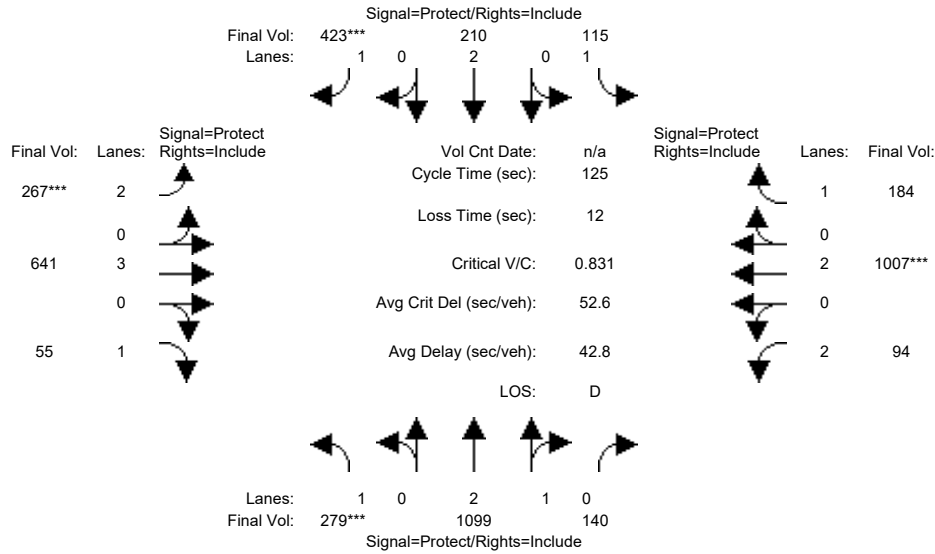 Signal=Protect/Rights=Include
Final Vol: 423*** 210 115
Lanes: 1 0 2 0 1
Signal=Protect
Final Vol: Lanes: Rights=Include
Vol Cnt Date: n/a
Signal=Protect
Rights=Include Lanes: Final Vol:
Cycle Time (sec): 125
267*** 2
1 184
Loss Time (sec): 12
0
0
641 3
Critical V/C: 0.831
2 1007***
0
Avg Crit Del (sec/veh): 52.6
0
55 1
Avg Delay (sec/veh): 42.8
2 94
LOS: D
Lanes: 1 0 2 1 0
Final Vol: 279*** 1099 140
Signal=Protect/Rights=Include